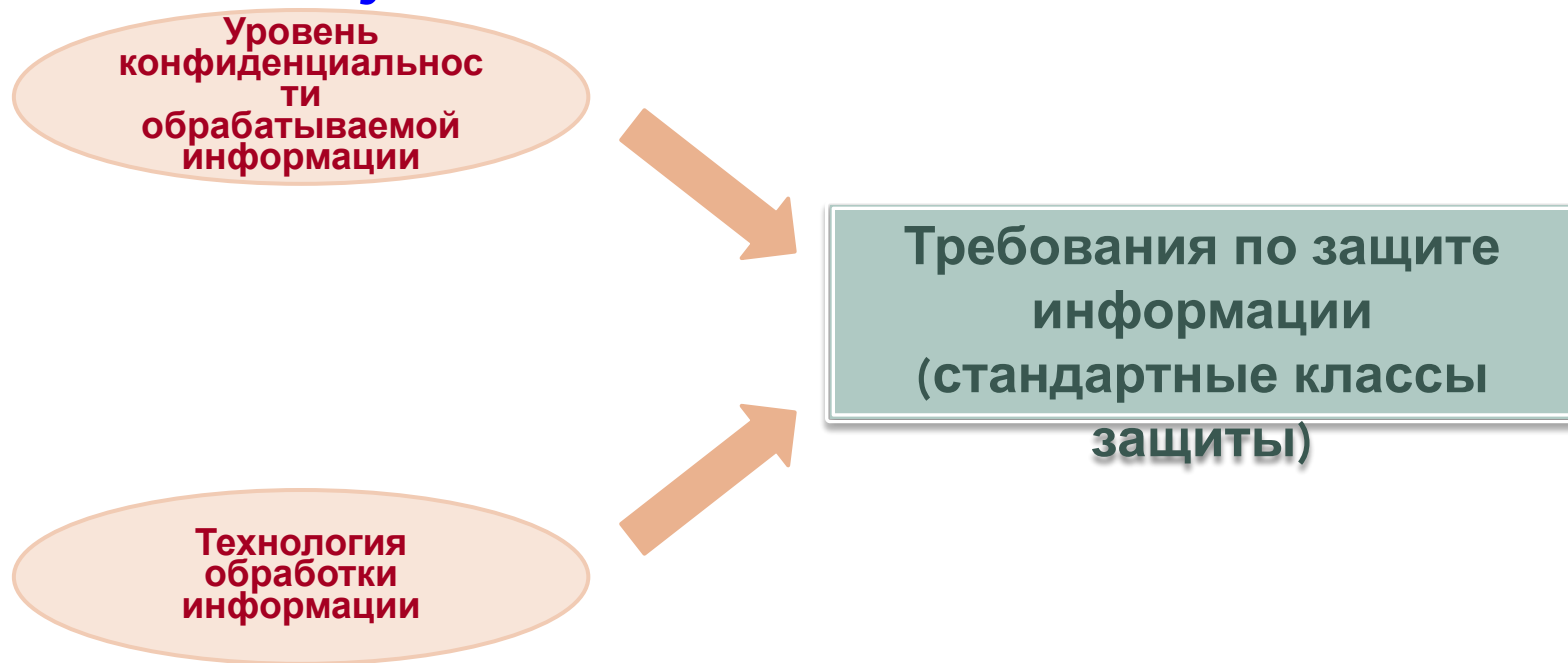 Уровень
конфиденциальнос
ти
обрабатываемой
информации
Требования по защите
информации
(стандартные классы
защиты)
Технология
обработки
информации